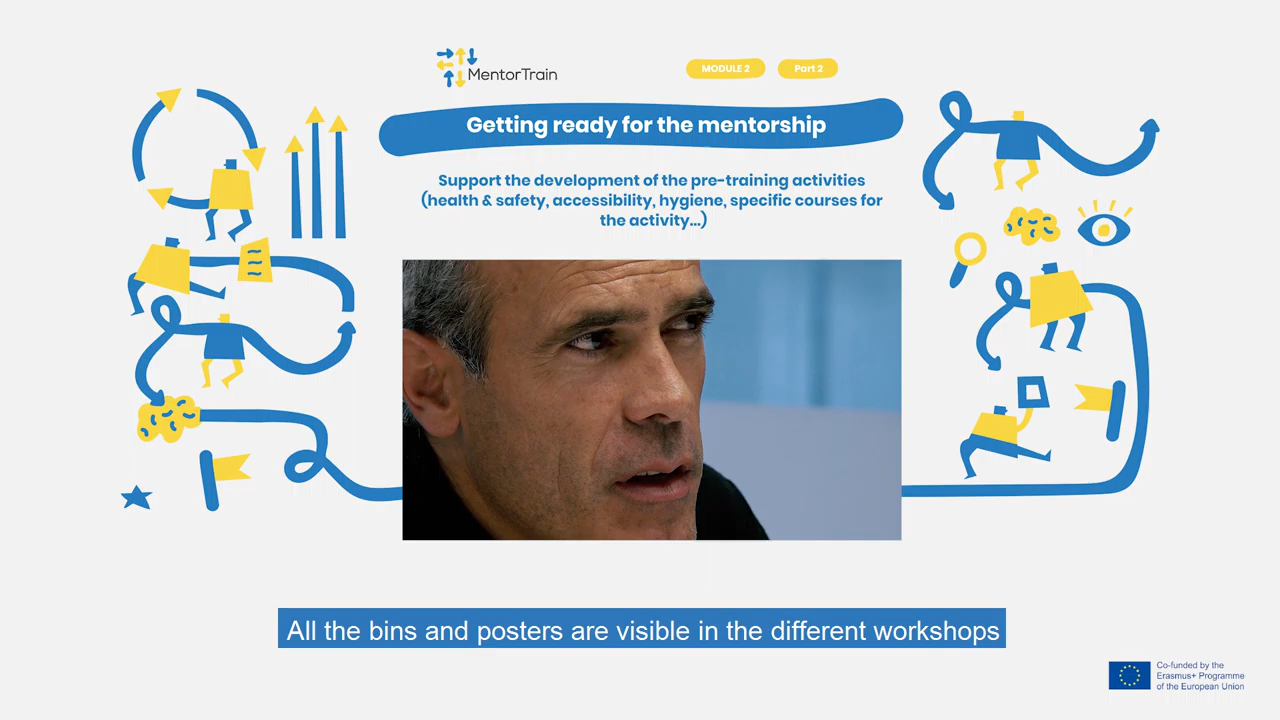 MentorTrain
MODULE 2
Part 2
Getting ready for the mentorship
Support the development of the pre-training activities
(health & safety, accessibility, hygiene, specific courses for
the activity...)
All the bins and posters are visible in the different workshops
Co-funded by the
Erasmus+ Programme
of the European Union